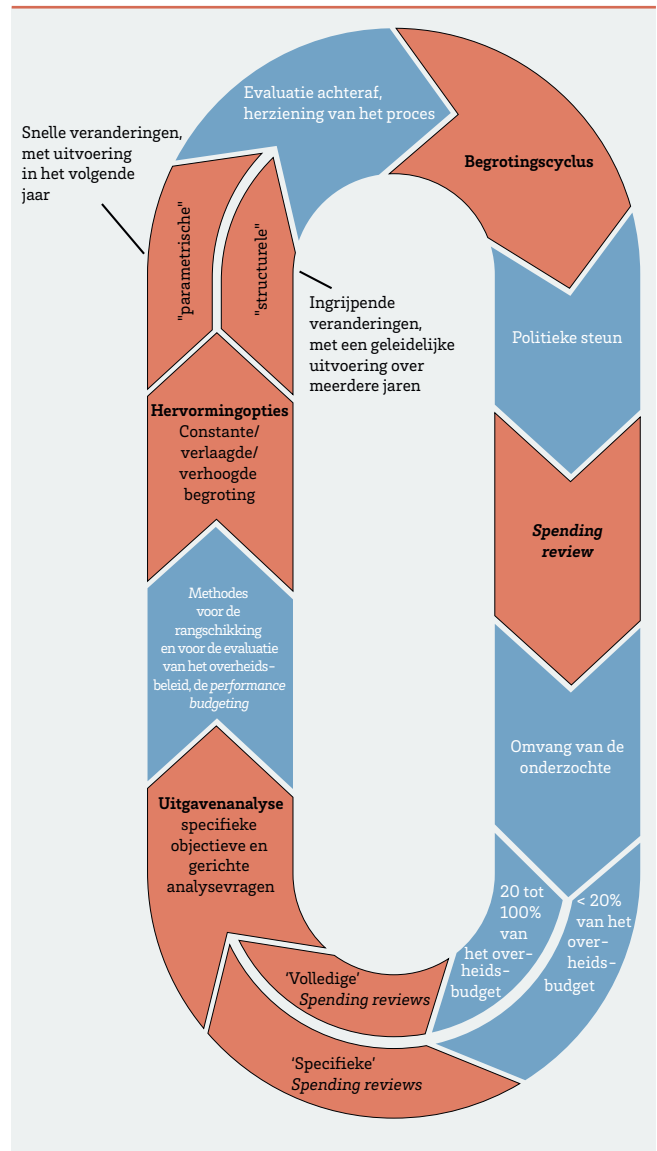 Evaluatie achteraf,
herziening van het proces
Begrotingscyclus
Politieke steun
Spending
review
Omvang van de
onderzochte
20 tot
100%
van
het over-
heids-
budget
< 20%
van het
over-
heids-
budget
'Volledige'
Spending reviews
'Specifieke'
Spending reviews
Uitgavenanalyse
specifieke
objectieve en
gerichte
analysevragen
Methodes
voor de
rangschikking
en voor de evaluatie
van het overheids-
beleid, de performance
budgeting
Hervormingopties
Constante/
verlaagde/
verhoogde
begroting
"parametrische"
"structurele"
Snelle veranderingen,
met uitvoering
in het volgende
jaar
Ingrijpende
veranderingen,
met een geleidelijke
uitvoering over
meerdere jaren